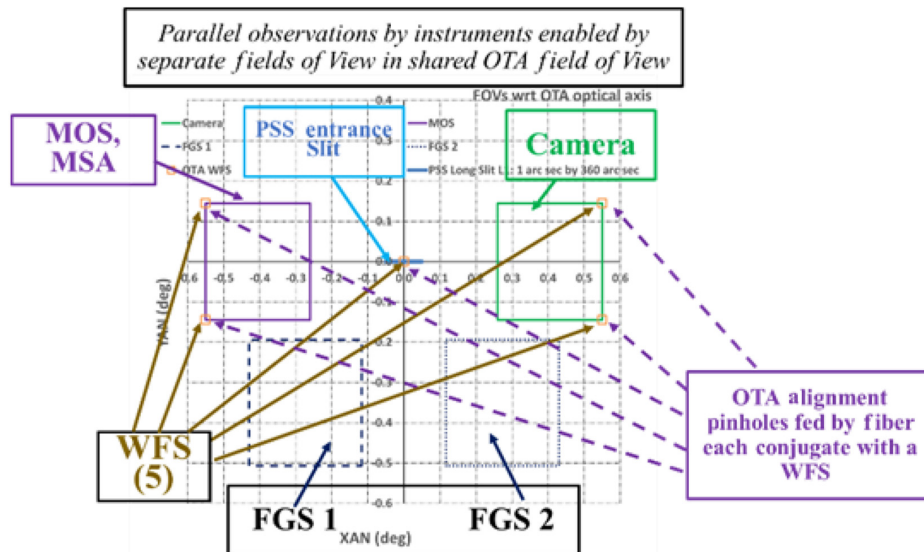 Parallel observations by instruments enabled by
separate fields of View in shared OTA field of View
FOVs wrt OTA optical axis
Camera
MOS
FGS 1
FGS 2
OTA WFS
PSS Long Slit L1: 1 arc sec by 360 arc sec
MOS,
MSA
PSS entrance
Slit
Camera
0.4
0.3
0.2
0.1
0.0
-0.1
-0.2
-0.3
-0.4
-0.5
-0.6
-0.6 -0.5 -0.4 -0.3 -0.2 -0.1 0.0 0.1 0.2 0.3 0.4 0.5 0.6
YAN (deg)
WFS
(5)
OTA alignment
pinholes fed by fiber
each conjugate with a
WFS
FGS 1
FGS 2
XAN (deg)